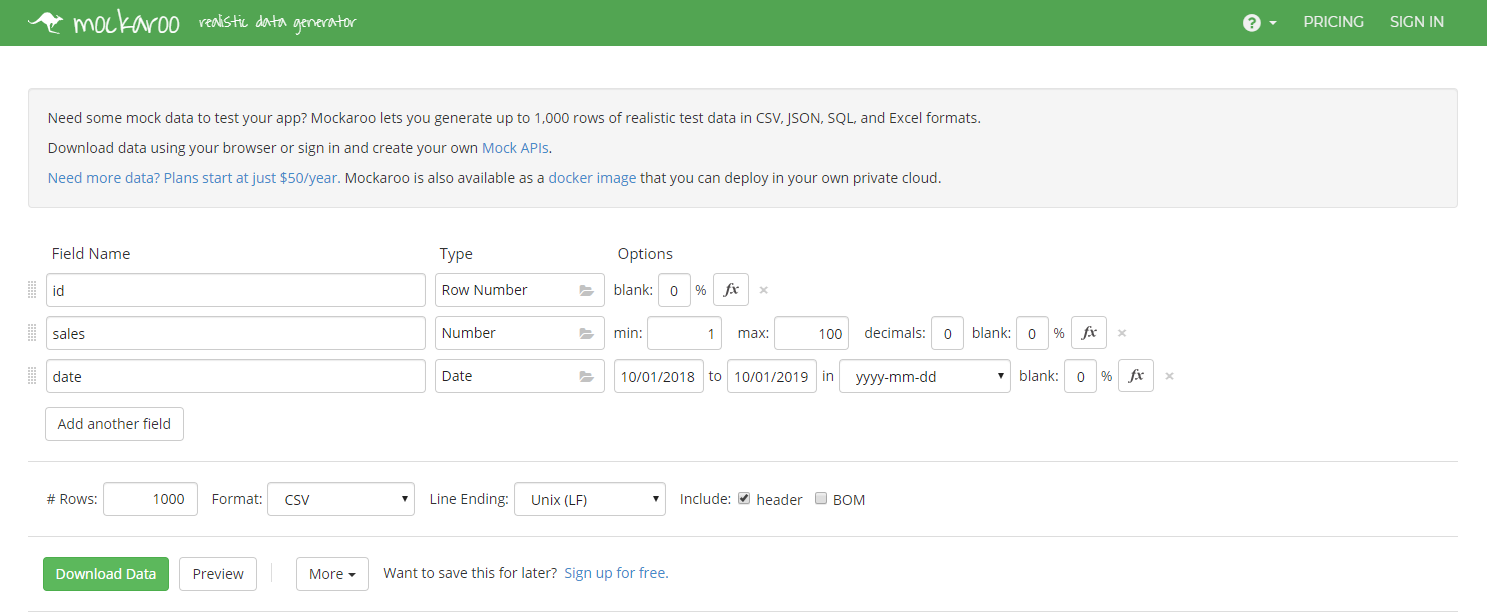 mockaroo realistic data generator ? PRICING SIGN IN
Need some mock data to test your app? Mockaroo lets you generate up to 1,000 rows of realistic test data in CSV, JSON, SQL, and Excel formats.
Download data using your browser or sign in and create your own Mock APIs.
Need more data? Plans start at just $50/year. Mockaroo is also available as a docker image that you can deploy in your own private cloud.
Field Name Type Options
id Row Number blank: 0 % fx ×
sales Number min: 1 max: 100 decimals: 0 blank: 0 % fx ×
date Date 10/01/2018 to 10/01/2019 in yyyy-mm-dd blank: 0 % fx ×
Add another field
# Rows: 1000 Format: CSV Line Ending: Unix (LF) Include: header BOM
Download Data Preview More Want to save this for later? Sign up for free.